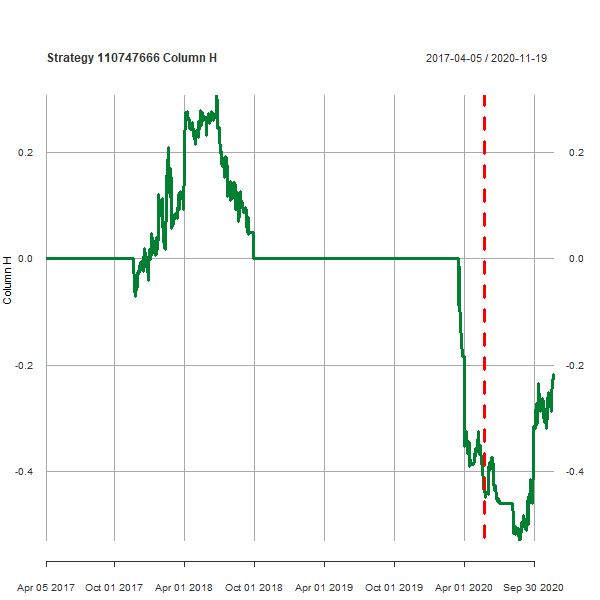 Strategy 110747666 Column H
2017-04-05 / 2020-11-19
0.2
0.2
0.0
0.0
-0.2
-0.2
-0.4
-0.4
Column H
Apr 05 2017
Oct 01 2017
Apr 01 2018
Oct 01 2018
Apr 01 2019
Oct 01 2019
Apr 01 2020
Sep 30 2020